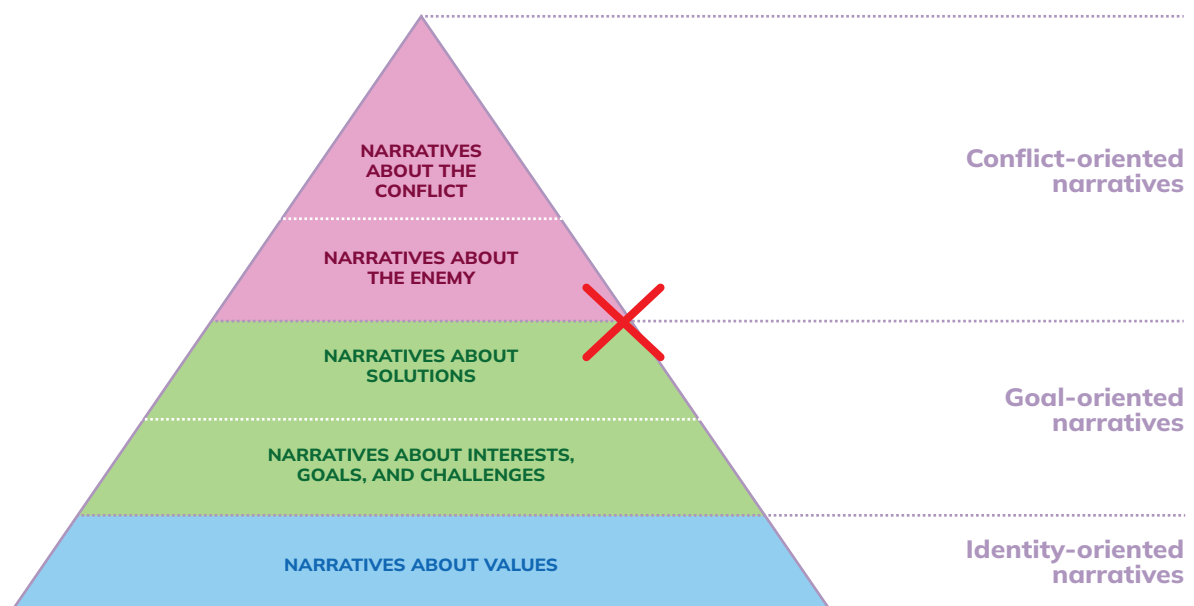 NARRATIVES
ABOUT THE
CONFLICT
Conflict-oriented
narratives
NARRATIVES ABOUT
THE ENEMY
NARRATIVES ABOUT
SOLUTIONS
Goal-oriented
narratives
NARRATIVES ABOUT INTERESTS,
GOALS, AND CHALLENGES
NARRATIVES ABOUT VALUES
Identity-oriented
narratives